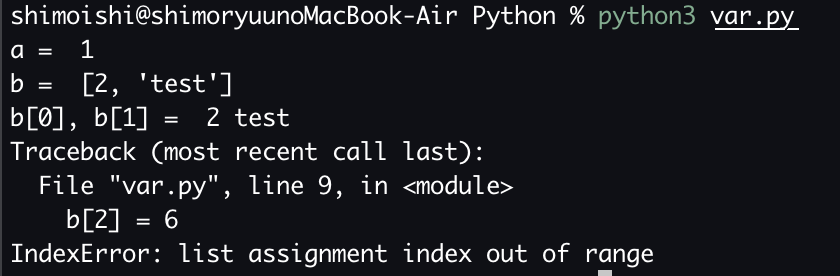 shimoishi@shimoryuunoMacBook-Air Python % python3 var.py
a =  1
b =  [2, 'test']
b[0], b[1] =  2 test
Traceback (most recent call last):
  File "var.py", line 9, in <module>
    b[2] = 6
IndexError: list assignment index out of range